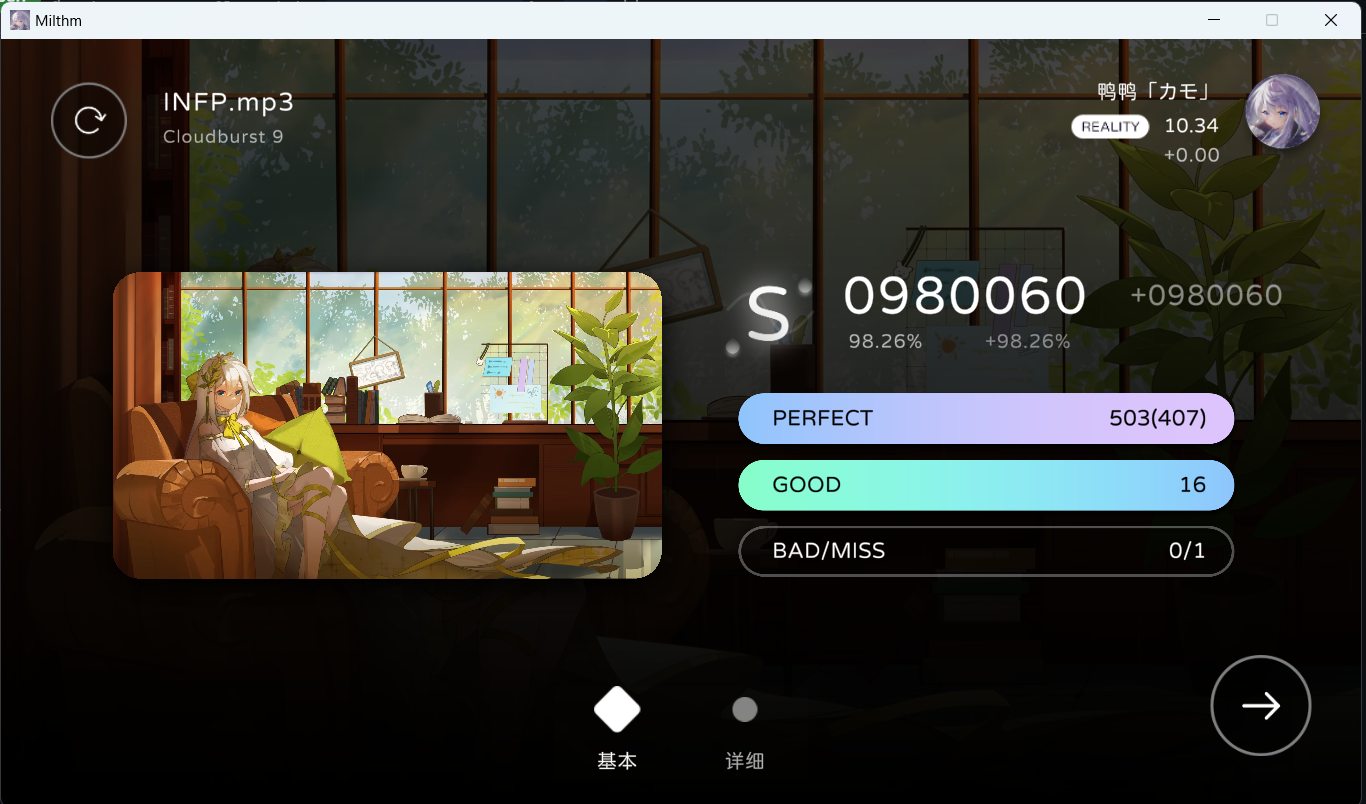 Milthm
INFP.mp3
Cloudburst 9
鸭鸭「カモ」
REALITY 10.34
+0.00
S 0980060 +0980060
98.26% +98.26%
PERFECT 503(407)
GOOD 16
BAD/MISS 0/1
基本 详细